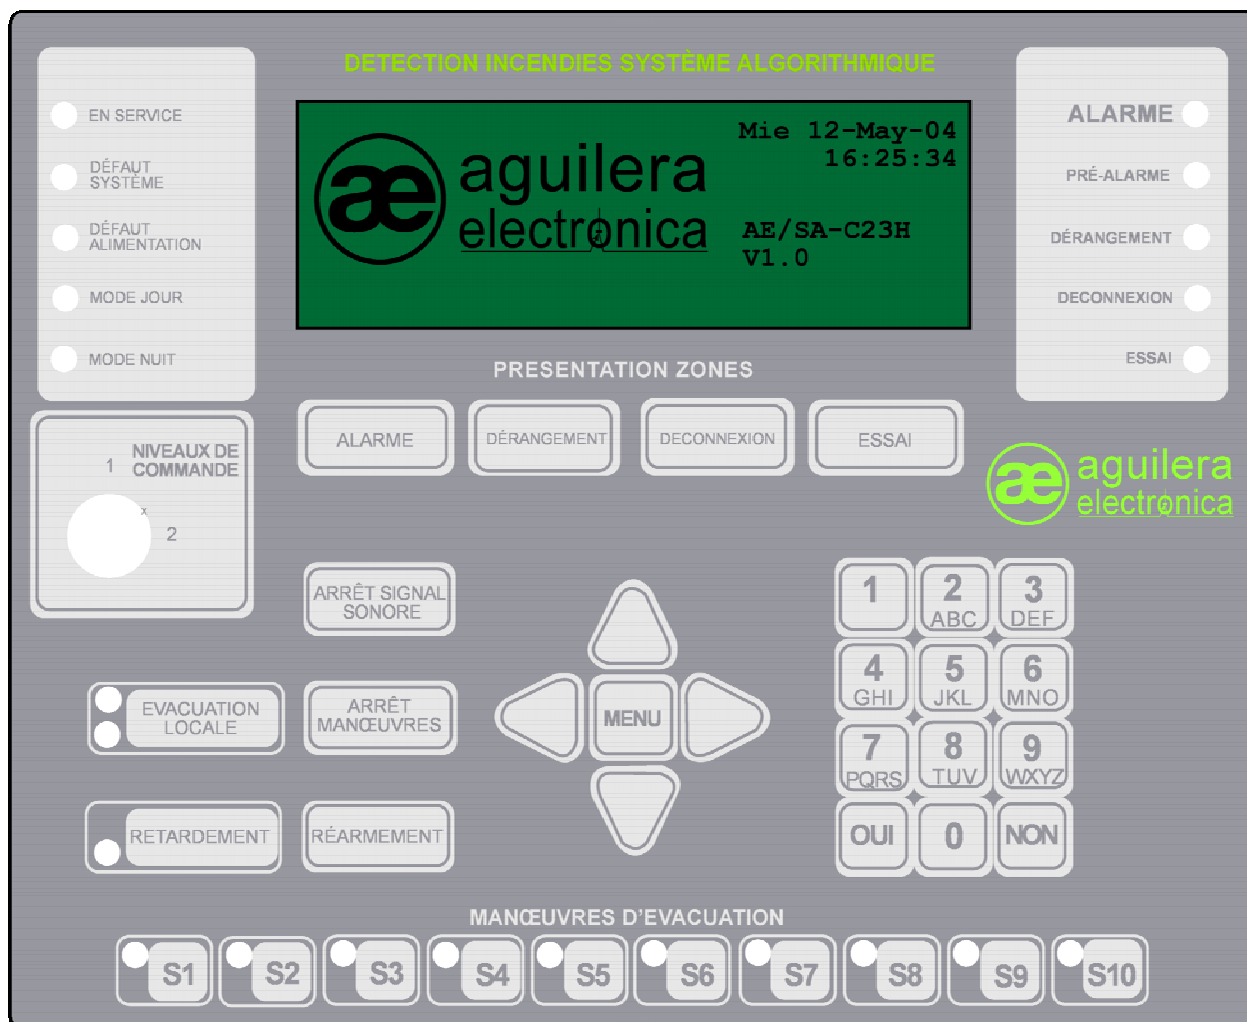 DETECTION INCENDIES SYSTÈME ALGORITHMIQUE
EN SERVICE
DÉFAUT
SYSTÈME
DÉFAUT
ALIMENTATION
MODE JOUR
MODE NUIT
ae aguilera
electronica
Mie 12-May-04
16:25:34
AE/SA-C23H
V1.0
ALARME
PRÉ-ALARME
DÉRANGEMENT
DECONNEXION
ESSAI
PRESENTATION ZONES
ALARME
DÉRANGEMENT
DECONNEXION
ESSAI
NIVEAUX DE
COMMANDE
1
x
2
ae aguilera
electronica
ARRÊT SIGNAL
SONORE
EVACUATION
LOCALE
ARRÊT
MANŒUVRES
RETARDEMENT
RÉARMEMENT
MENU
1
2
ABC
3
DEF
4
GHI
5
JKL
6
MNO
7
PQRS
8
TUV
9
WXYZ
OUI
0
NON
MANŒUVRES D'EVACUATION
S1
S2
S3
S4
S5
S6
S7
S8
S9
S10